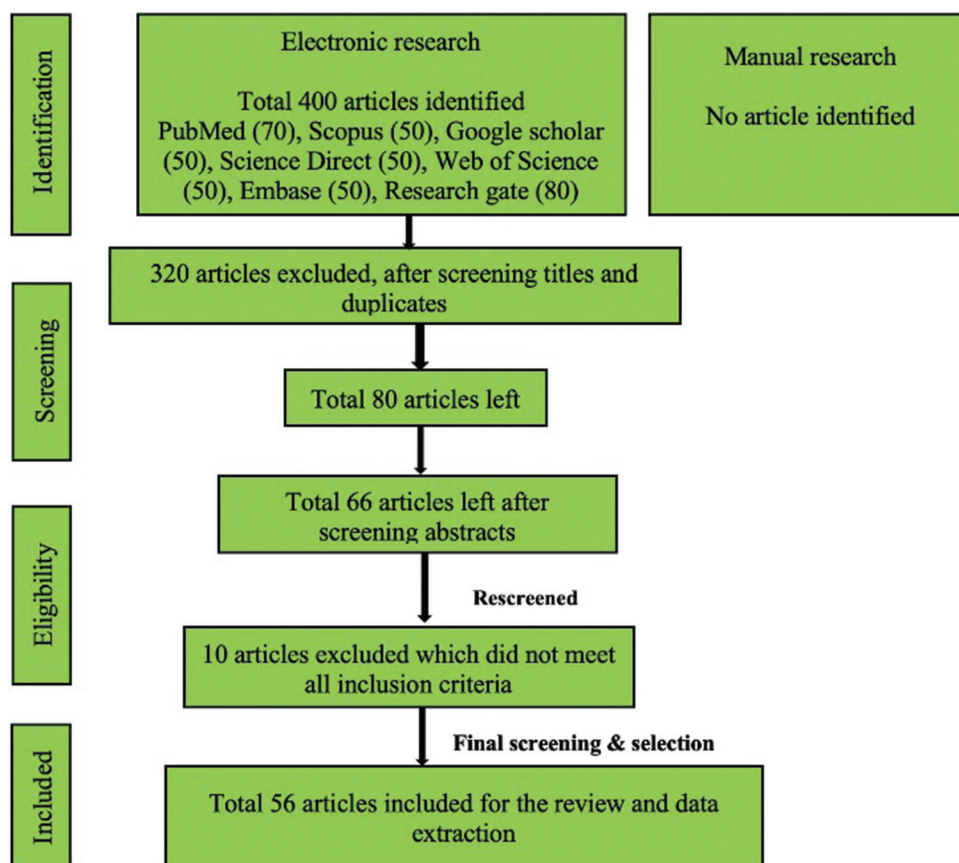 Identification
Electronic research
Total 400 articles identified
PubMed (70), Scopus (50), Google scholar
(50), Science Direct (50), Web of Science
(50), Embase (50), Research gate (80)
Manual research
No article identified
320 articles excluded, after screening titles and
duplicates
Screening
Total 80 articles left
Total 66 articles left after
screening abstracts
Eligibility
Rescreened
10 articles excluded which did not meet
all inclusion criteria
Final screening & selection
Included
Total 56 articles included for the review and data
extraction